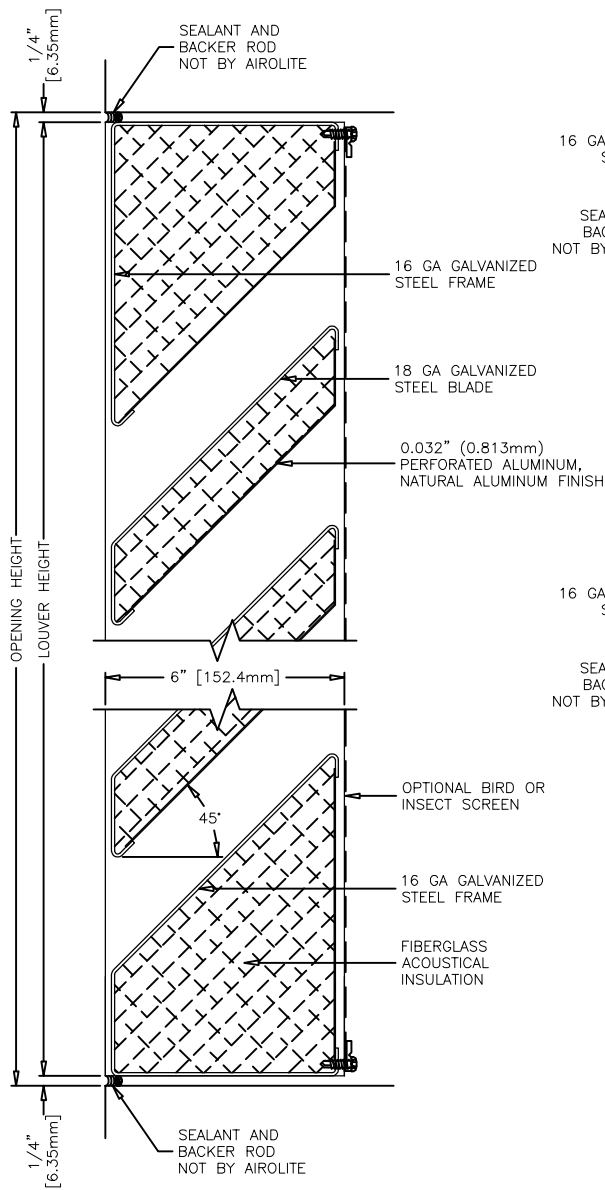 1/4"
[6.35mm]
SEALANT AND
BACKER ROD
NOT BY AIROLITE
16 GA
S
SEA
BAC
NOT BY
16 GA GALVANIZED
STEEL FRAME
18 GA GALVANIZED
STEEL BLADE
0.032" (0.813mm)
PERFORATED ALUMINUM,
NATURAL ALUMINUM FINISH
OPENING HEIGHT
LOUVER HEIGHT
16 GA
S
SEA
BAC
NOT BY
6" [152.4mm]
OPTIONAL BIRD OR
INSECT SCREEN
45°
16 GA GALVANIZED
STEEL FRAME
FIBERGLASS
ACOUSTICAL
INSULATION
1/4"
[6.35mm]
SEALANT AND
BACKER ROD
NOT BY AIROLITE